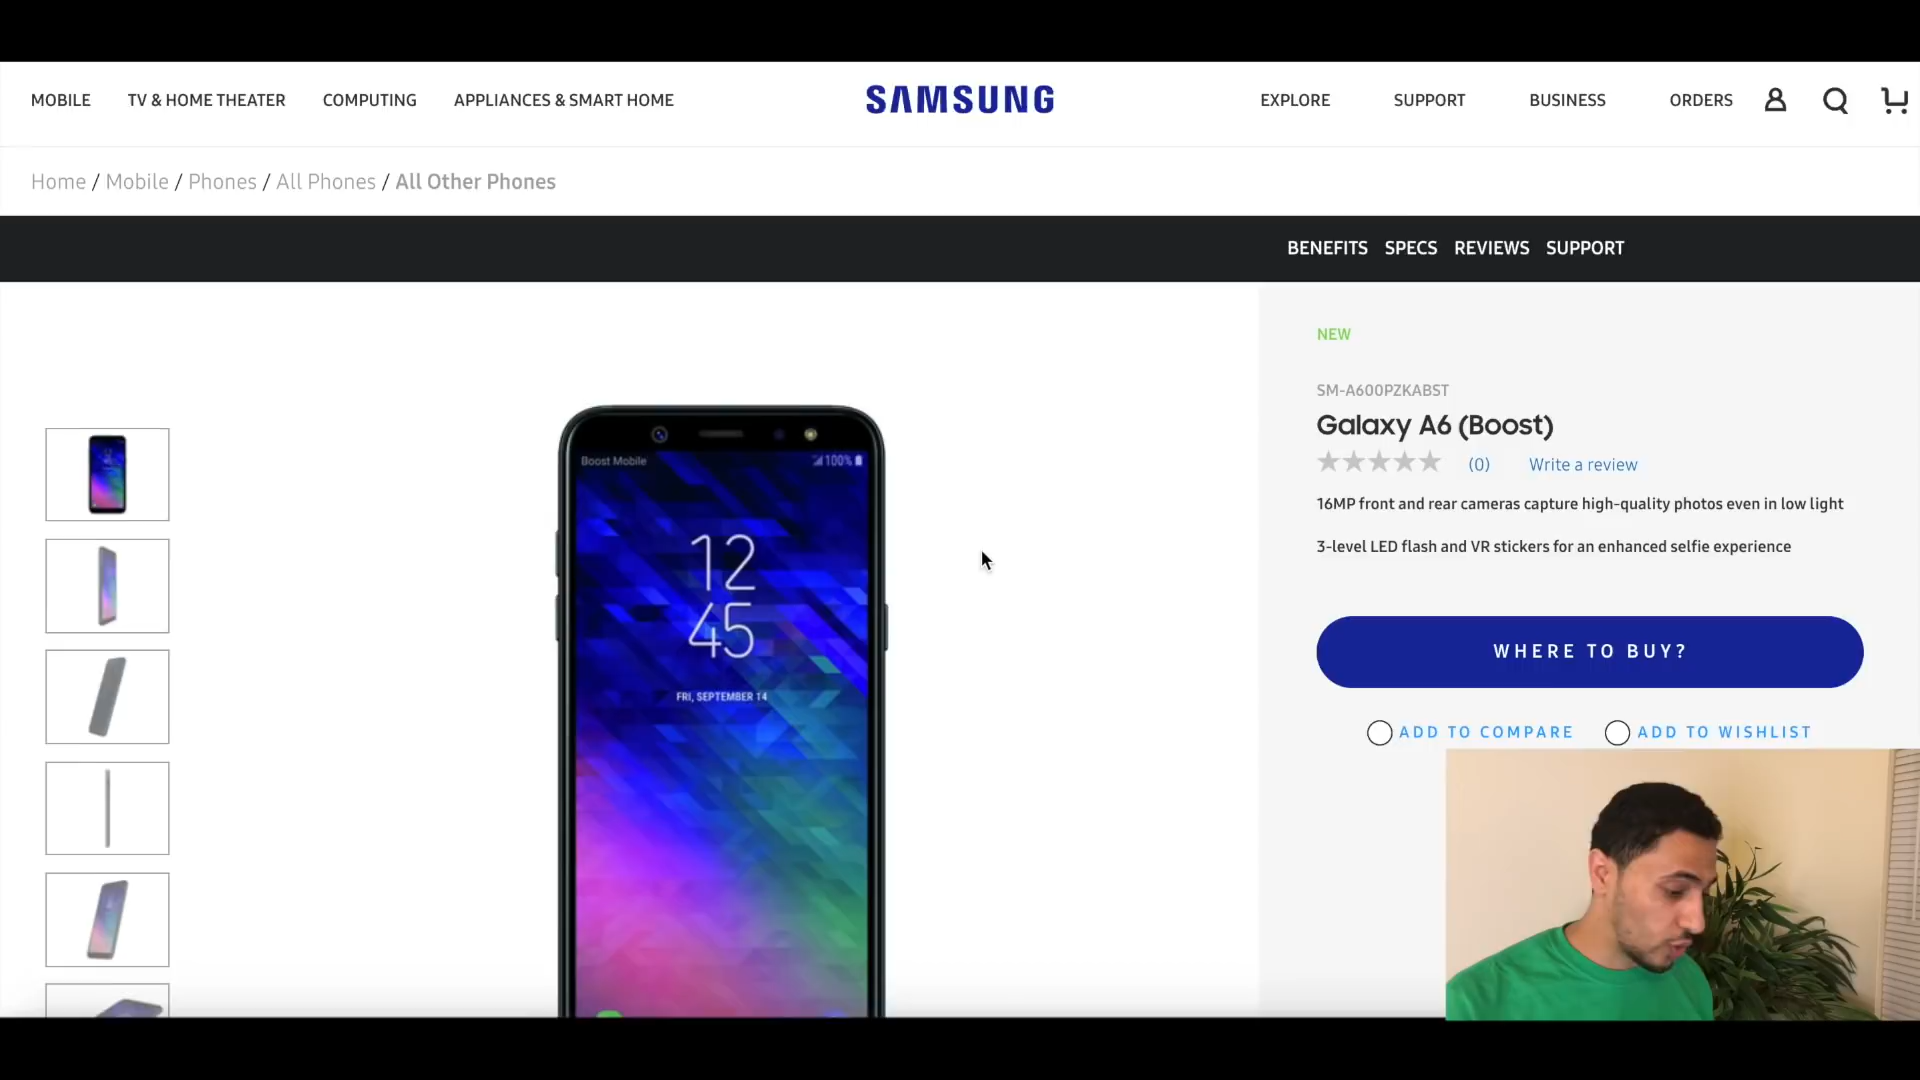 MOBILE TV & HOME THEATER COMPUTING APPLIANCES & SMART HOME SAMSUNG EXPLORE SUPPORT BUSINESS ORDERS
Home / Mobile / Phones / All Phones / All Other Phones
BENEFITS SPECS REVIEWS SUPPORT
NEW
SM-A600PZKABST
Galaxy A6 (Boost)
(0) Write a review
16MP front and rear cameras capture high-quality photos even in low light
3-level LED flash and VR stickers for an enhanced selfie experience
WHERE TO BUY?
ADD TO COMPARE ADD TO WISHLIST
Boost Mobile 100%
12
45
FRI, SEPTEMBER 14